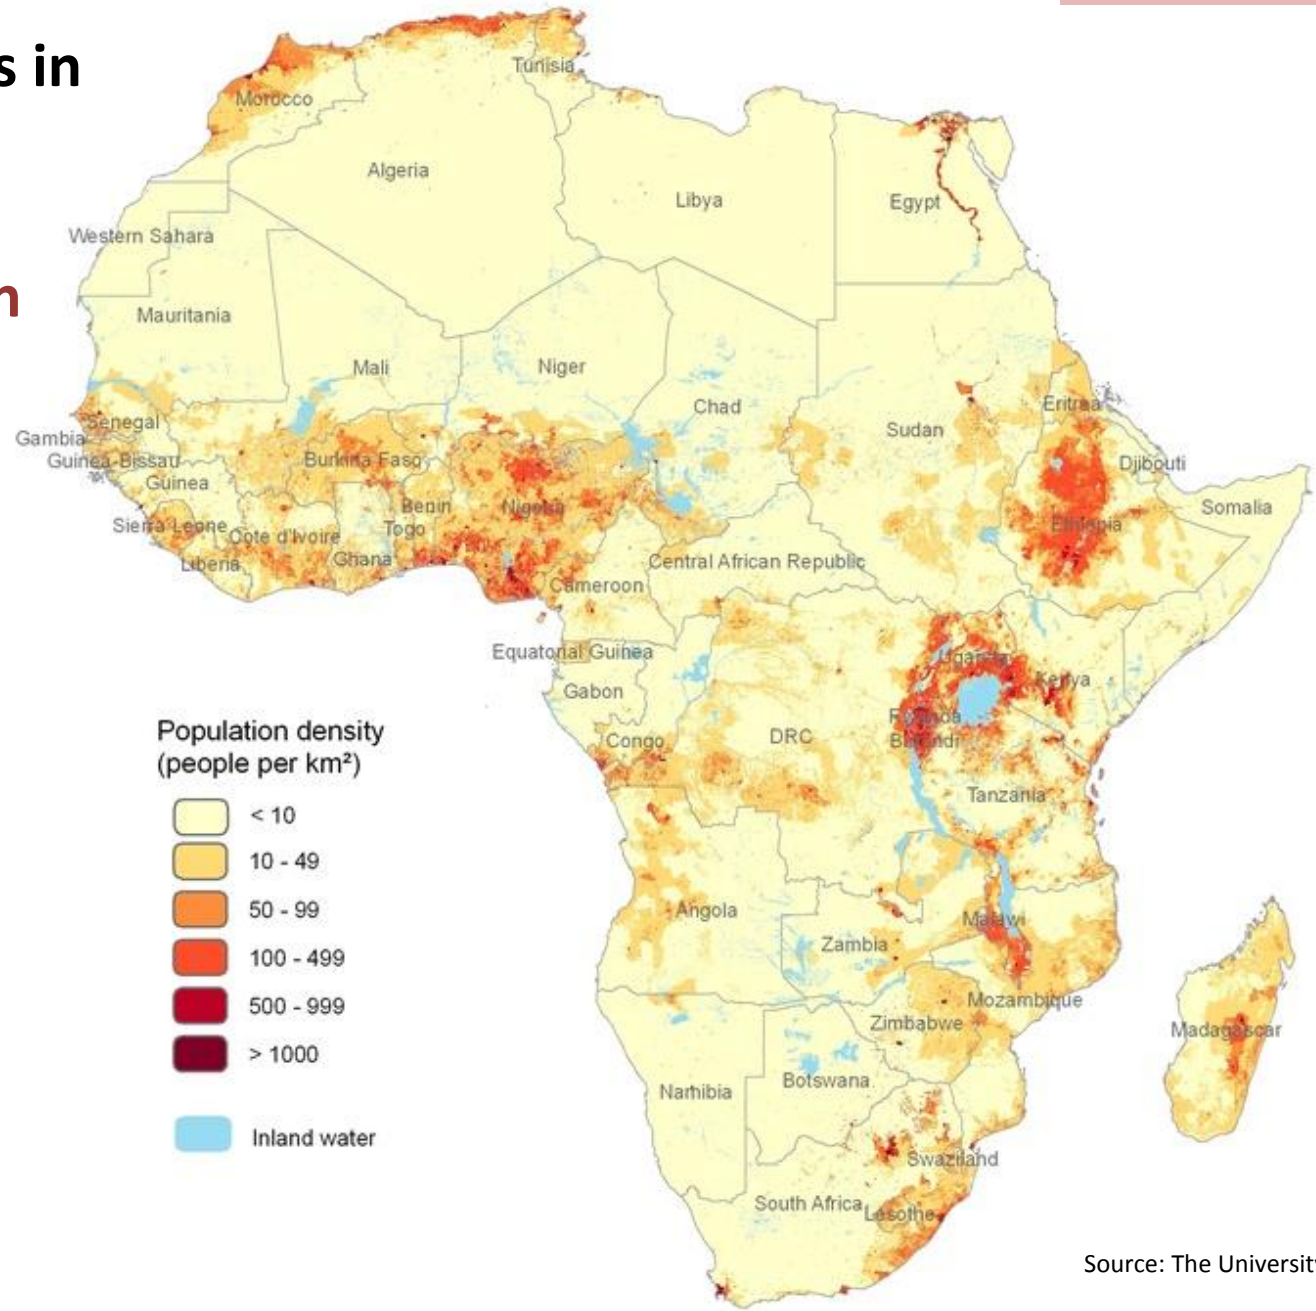 s in
n
Tunisia
Morocco
Algeria
Libya
Egypt
Western Sahara
Mauritania
Mali
Niger
Chad
Sudan
Eritrea
Senegal
Gambia
Guinea-Bissau
Burkina Faso
Djibouti
Guinea
Benin
Nigeria
Somalia
Sierra Leone
Cote d'Ivoire
Togo
Ethiopia
Liberia
Ghana
Central African Republic
Cameroon
Equatorial Guinea
Uganda
Kenya
Gabon
Rwanda
Congo
DRC
Burundi
Tanzania
Angola
Malawi
Zambia
Mozambique
Zimbabwe
Madagascar
Namibia
Botswana
Swaziland
South Africa
Lesotho
Population density
(people per km²)
< 10
10 - 49
50 - 99
100 - 499
500 - 999
> 1000
Inland water
Source: The University